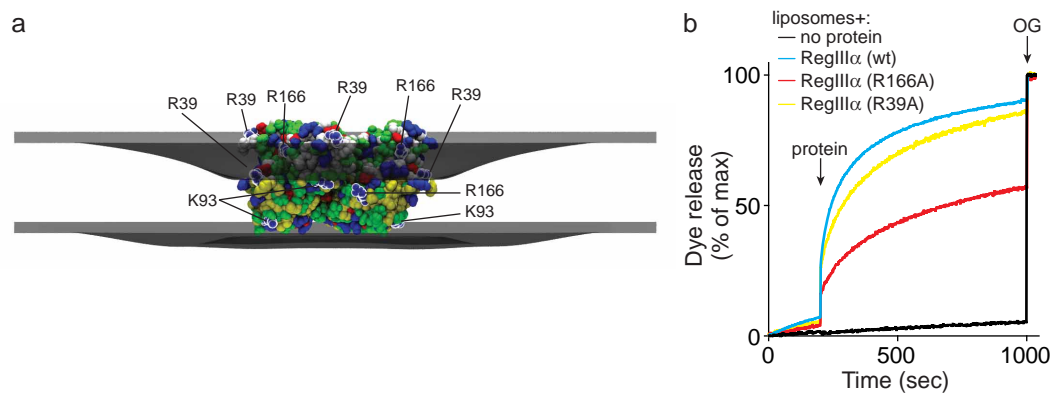 a
R39
R39
R166
R39
R166
R39
K93
R166
K93
b
liposomes+:
no protein
RegIIIα (wt)
RegIIIα (R166A)
RegIIIα (R39A)
OG
protein
Dye release
(% of max)
100
50
0
0
500
1000
Time (sec)